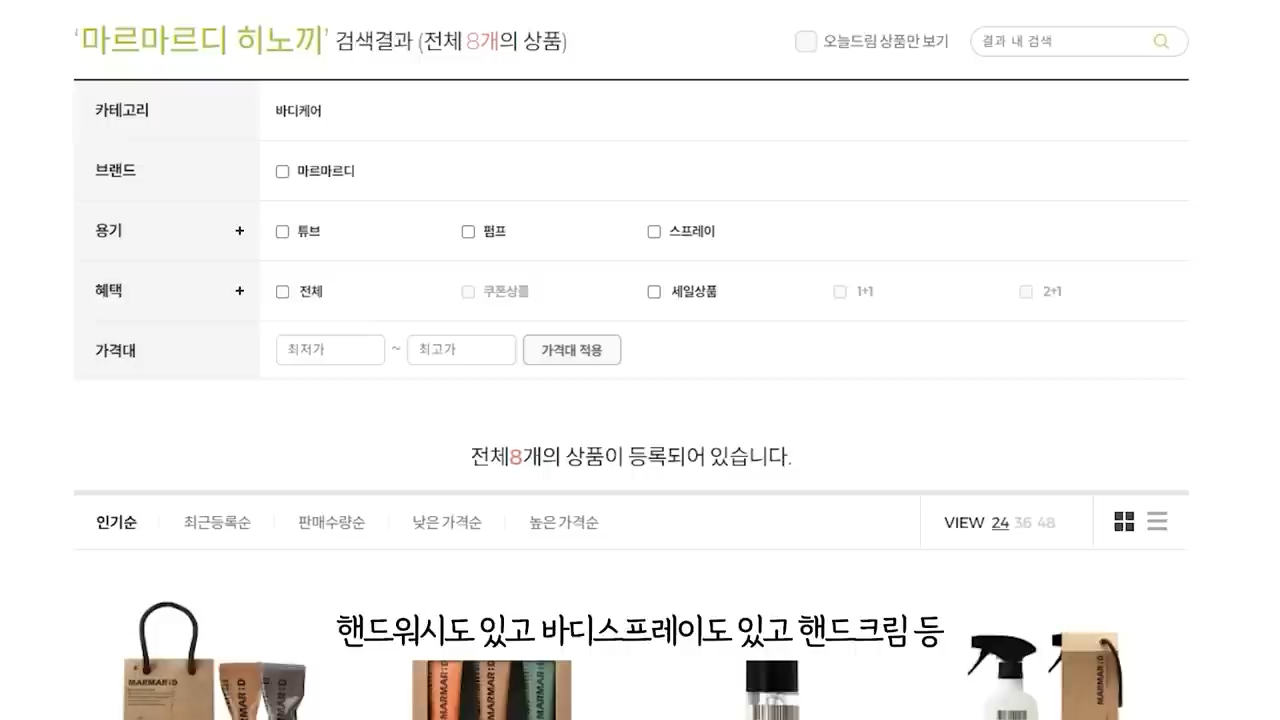 ‘마르마르디 히노끼’ 검색결과 (전체 8개의 상품)
오늘드림 상품만 보기
결과 내 검색
카테고리 바디케어
브랜드 마르마르디
용기 + 튜브 펌프 스프레이
혜택 + 전체 쿠폰상품 세일상품 1+1 2+1
가격대 최저가 ~ 최고가 가격대 적용
전체8개의 상품이 등록되어 있습니다.
인기순 최근등록순 판매수량순 낮은 가격순 높은 가격순 VIEW 24 36 48
핸드워시도 있고 바디스프레이도 있고 핸드크림 등
MARMAR:D
MARMAR:D
MARMAR:D
MARMAR:D
MARMAR:D
MARMAR:D
MARMAR:D